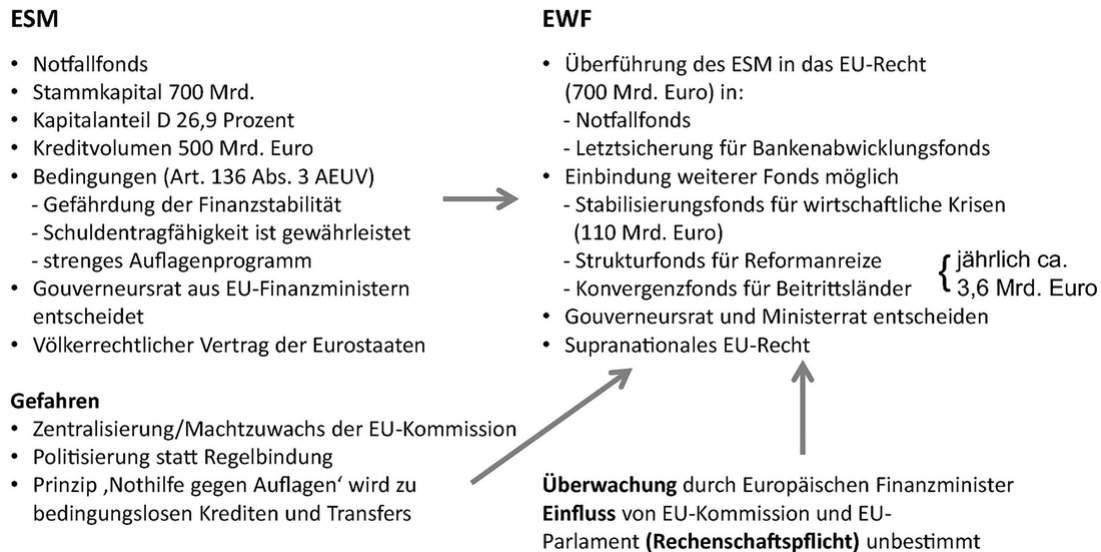 ESM
• Notfallfonds
• Stammkapital 700 Mrd.
• Kapitalanteil D 26,9 Prozent
• Kreditvolumen 500 Mrd. Euro
• Bedingungen (Art. 136 Abs. 3 AEUV)
- Gefährdung der Finanzstabilität
- Schuldentragfähigkeit ist gewährleistet
- strenges Auflagenprogramm
• Gouverneursrat aus EU-Finanzministern
entscheidet
• Völkerrechtlicher Vertrag der Eurostaaten
EWF
• Überführung des ESM in das EU-Recht
(700 Mrd. Euro) in:
- Notfallfonds
- Letztsicherung für Bankenabwicklungsfonds
• Einbindung weiterer Fonds möglich
- Stabilisierungsfonds für wirtschaftliche Krisen
(110 Mrd. Euro)
- Strukturfonds für Reformanreize
- Konvergenzfonds für Beitrittsländer
{ jährlich ca.
3,6 Mrd. Euro
• Gouverneursrat und Ministerrat entscheiden
• Supranationales EU-Recht
Gefahren
• Zentralisierung/Machtzuwachs der EU-Kommission
• Politisierung statt Regelbindung
• Prinzip ‚Nothilfe gegen Auflagen‘ wird zu
bedingungslosen Krediten und Transfers
Überwachung durch Europäischen Finanzminister
Einfluss von EU-Kommission und EU-
Parlament (Rechenschaftspflicht) unbestimmt